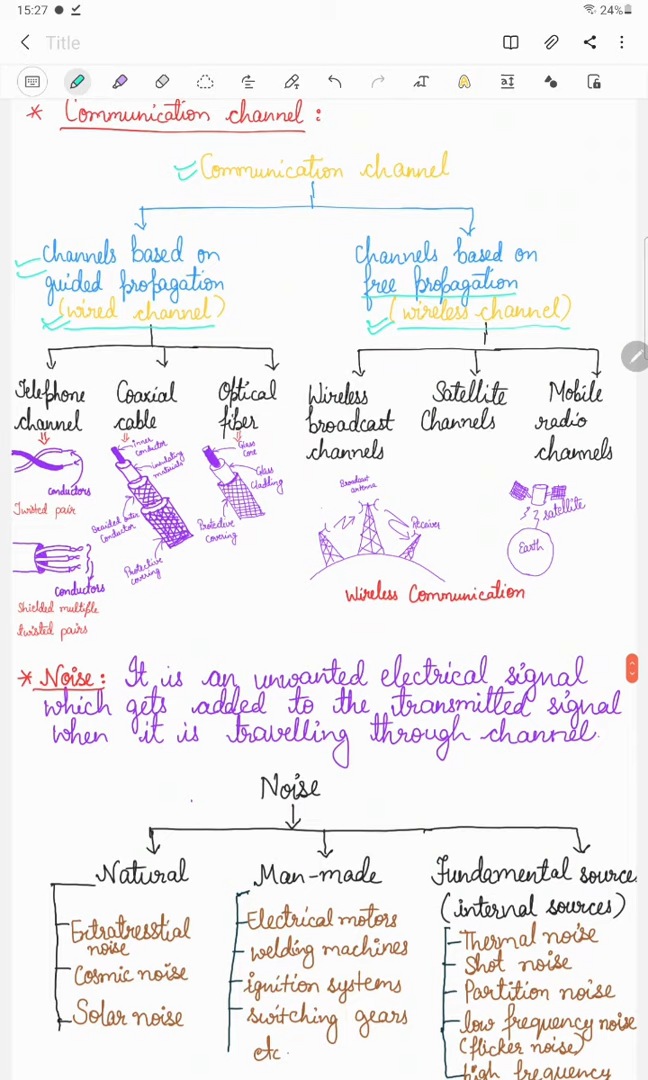 15:27
24%
Title
* Communication channel :
Communication channel
channels based on
guided propagation
(wired channel)
Channels based on
free propagation
(wireless channel)
Telephone
channel
Coaxial
cable
Optical
fiber
Wireless
broadcast
channels
Satellite
Channels
Mobile
radio
channels
conductors
Twisted pair
conductors
Shielded multiple
twisted pairs
inner
conductor
insulating
materials
Braided outer
conductor
Protective
covering
Glass
core
Glass
cladding
Protective
covering
Broadcast
antenna
Receiver
Wireless Communication
satellite
Earth
* Noise: It is an unwanted electrical signal
which gets added to the transmitted signal
when it is travelling through channel.
Noise
Natural
Extratresstial
noise
Cosmic noise
Solar noise
Man-made
Electrical motors
welding machines
ignition systems
switching gears
etc.
Fundamental source
(internal sources)
Thermal noise
Shot noise
Partition noise
low frequency noise
(flicker noise)
high frequency